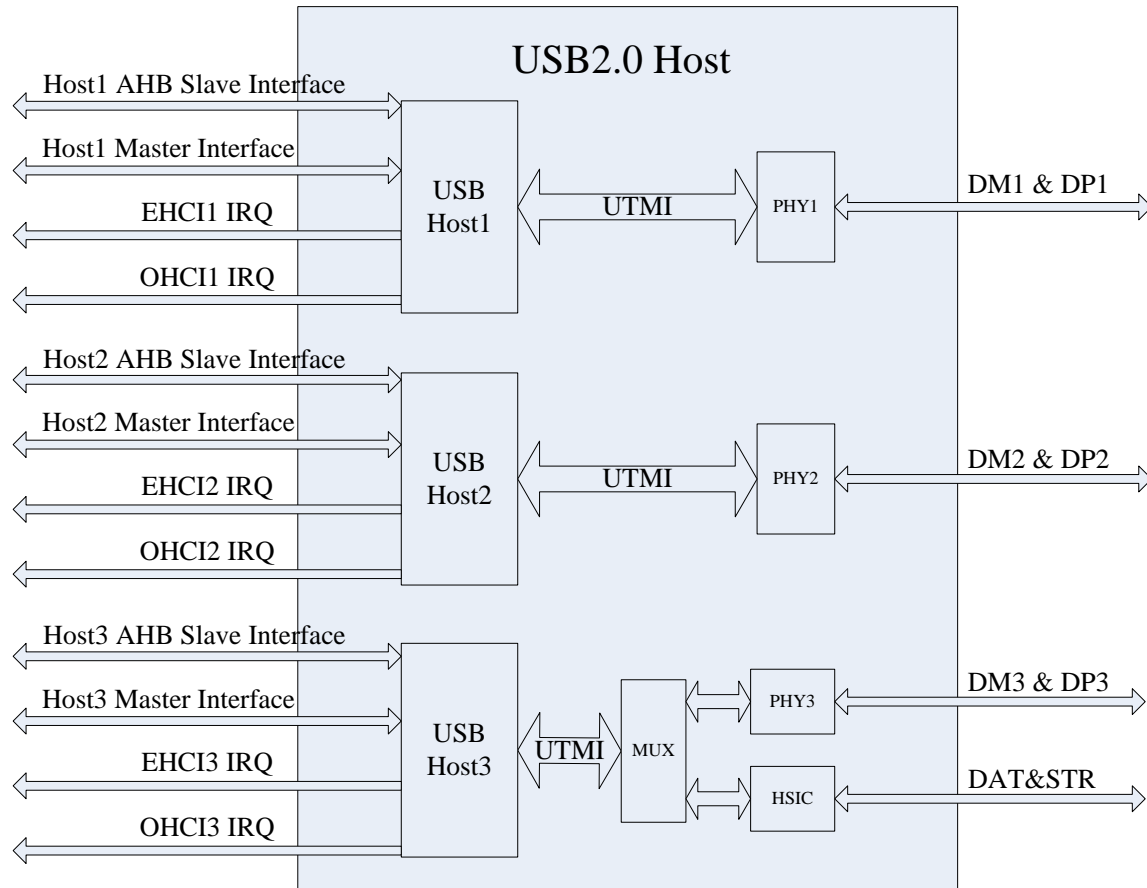 USB2.0 Host
Host1 AHB Slave Interface
Host1 Master Interface
EHCI1 IRQ
OHCI1 IRQ
USB
Host1
UTMI
PHY1
DM1 & DP1
Host2 AHB Slave Interface
Host2 Master Interface
EHCI2 IRQ
OHCI2 IRQ
USB
Host2
UTMI
PHY2
DM2 & DP2
Host3 AHB Slave Interface
Host3 Master Interface
EHCI3 IRQ
OHCI3 IRQ
USB
Host3
UTMI
MUX
PHY3
DM3 & DP3
HSIC
DAT&STR